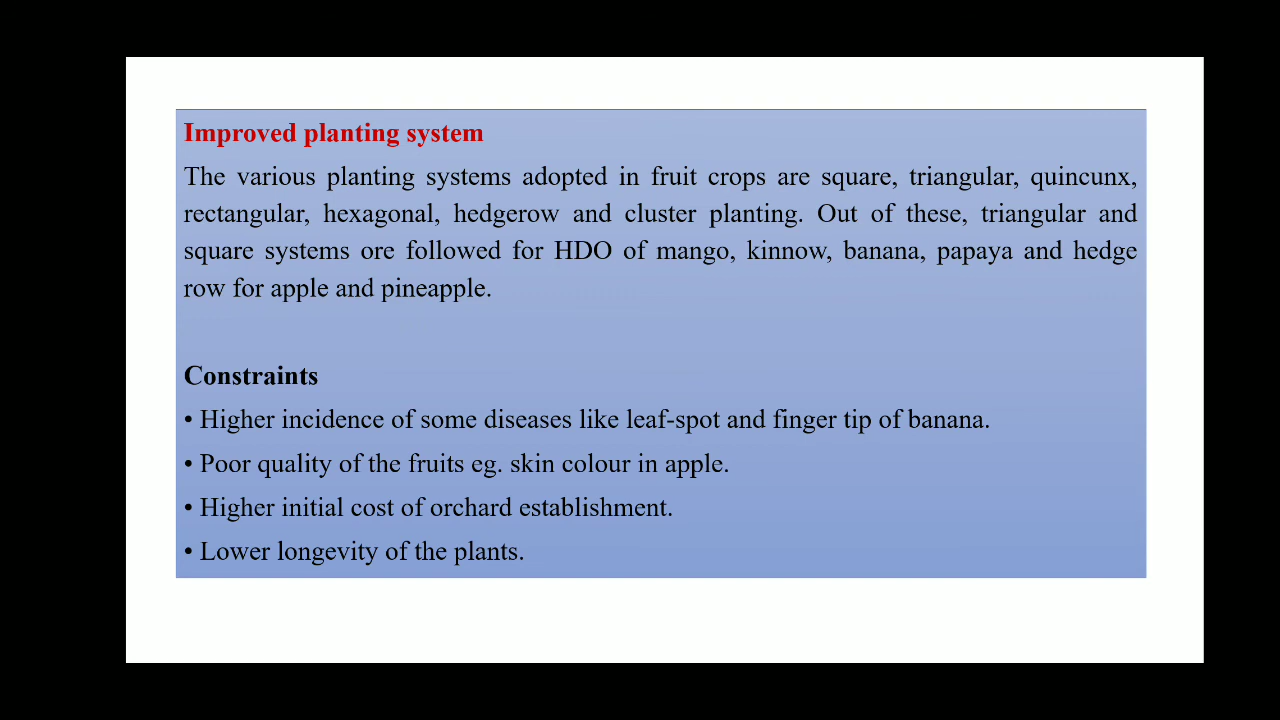 Improved planting system
The various planting systems adopted in fruit crops are square, triangular, quincunx,
rectangular, hexagonal, hedgerow and cluster planting. Out of these, triangular and
square systems ore followed for HDO of mango, kinnow, banana, papaya and hedge
row for apple and pineapple.
Constraints
• Higher incidence of some diseases like leaf-spot and finger tip of banana.
• Poor quality of the fruits eg. skin colour in apple.
• Higher initial cost of orchard establishment.
• Lower longevity of the plants.